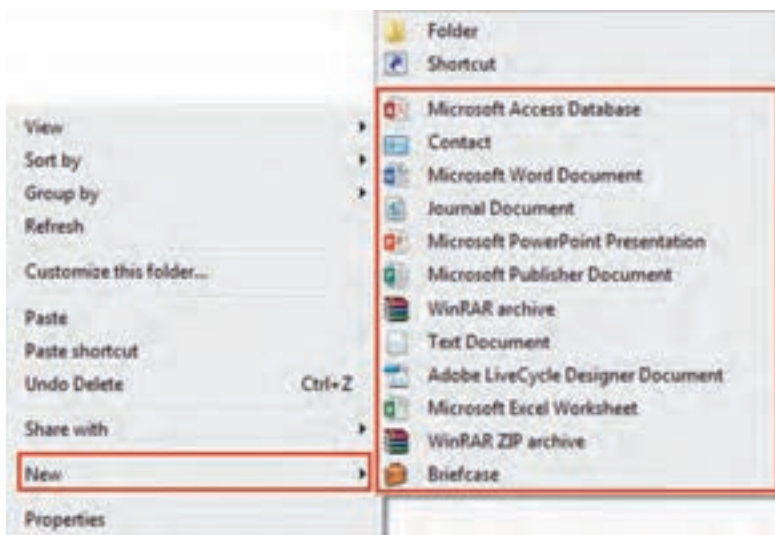 View
Sort by
Group by
Refresh
Customize this folder...
Paste
Paste shortcut
Undo Delete Ctrl+Z
Share with
New
Properties
Folder
Shortcut
Microsoft Access Database
Contact
Microsoft Word Document
Journal Document
Microsoft PowerPoint Presentation
Microsoft Publisher Document
WinRAR archive
Text Document
Adobe LiveCycle Designer Document
Microsoft Excel Worksheet
WinRAR ZIP archive
Briefcase